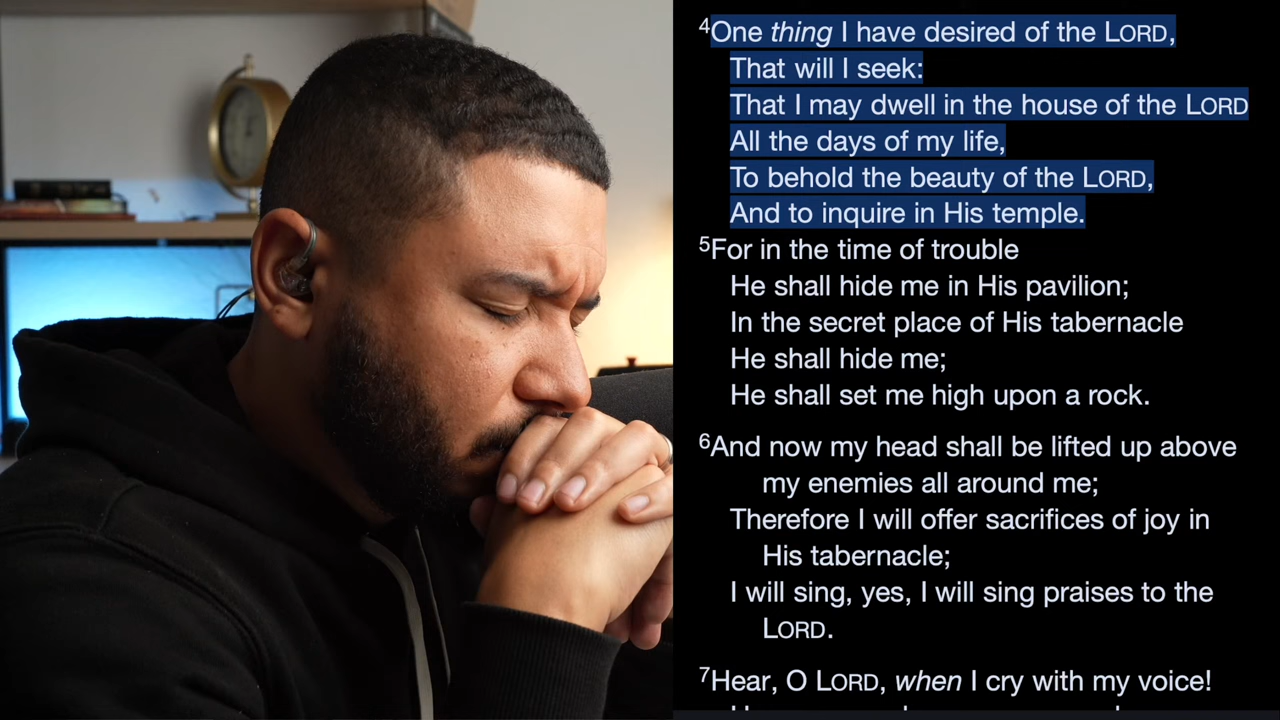 4One thing I have desired of the LORD,
That will I seek:
That I may dwell in the house of the LORD
All the days of my life,
To behold the beauty of the LORD,
And to inquire in His temple.
5For in the time of trouble
He shall hide me in His pavilion;
In the secret place of His tabernacle
He shall hide me;
He shall set me high upon a rock.
6And now my head shall be lifted up above
my enemies all around me;
Therefore I will offer sacrifices of joy in
His tabernacle;
I will sing, yes, I will sing praises to the
LORD.
7Hear, O LORD, when I cry with my voice!